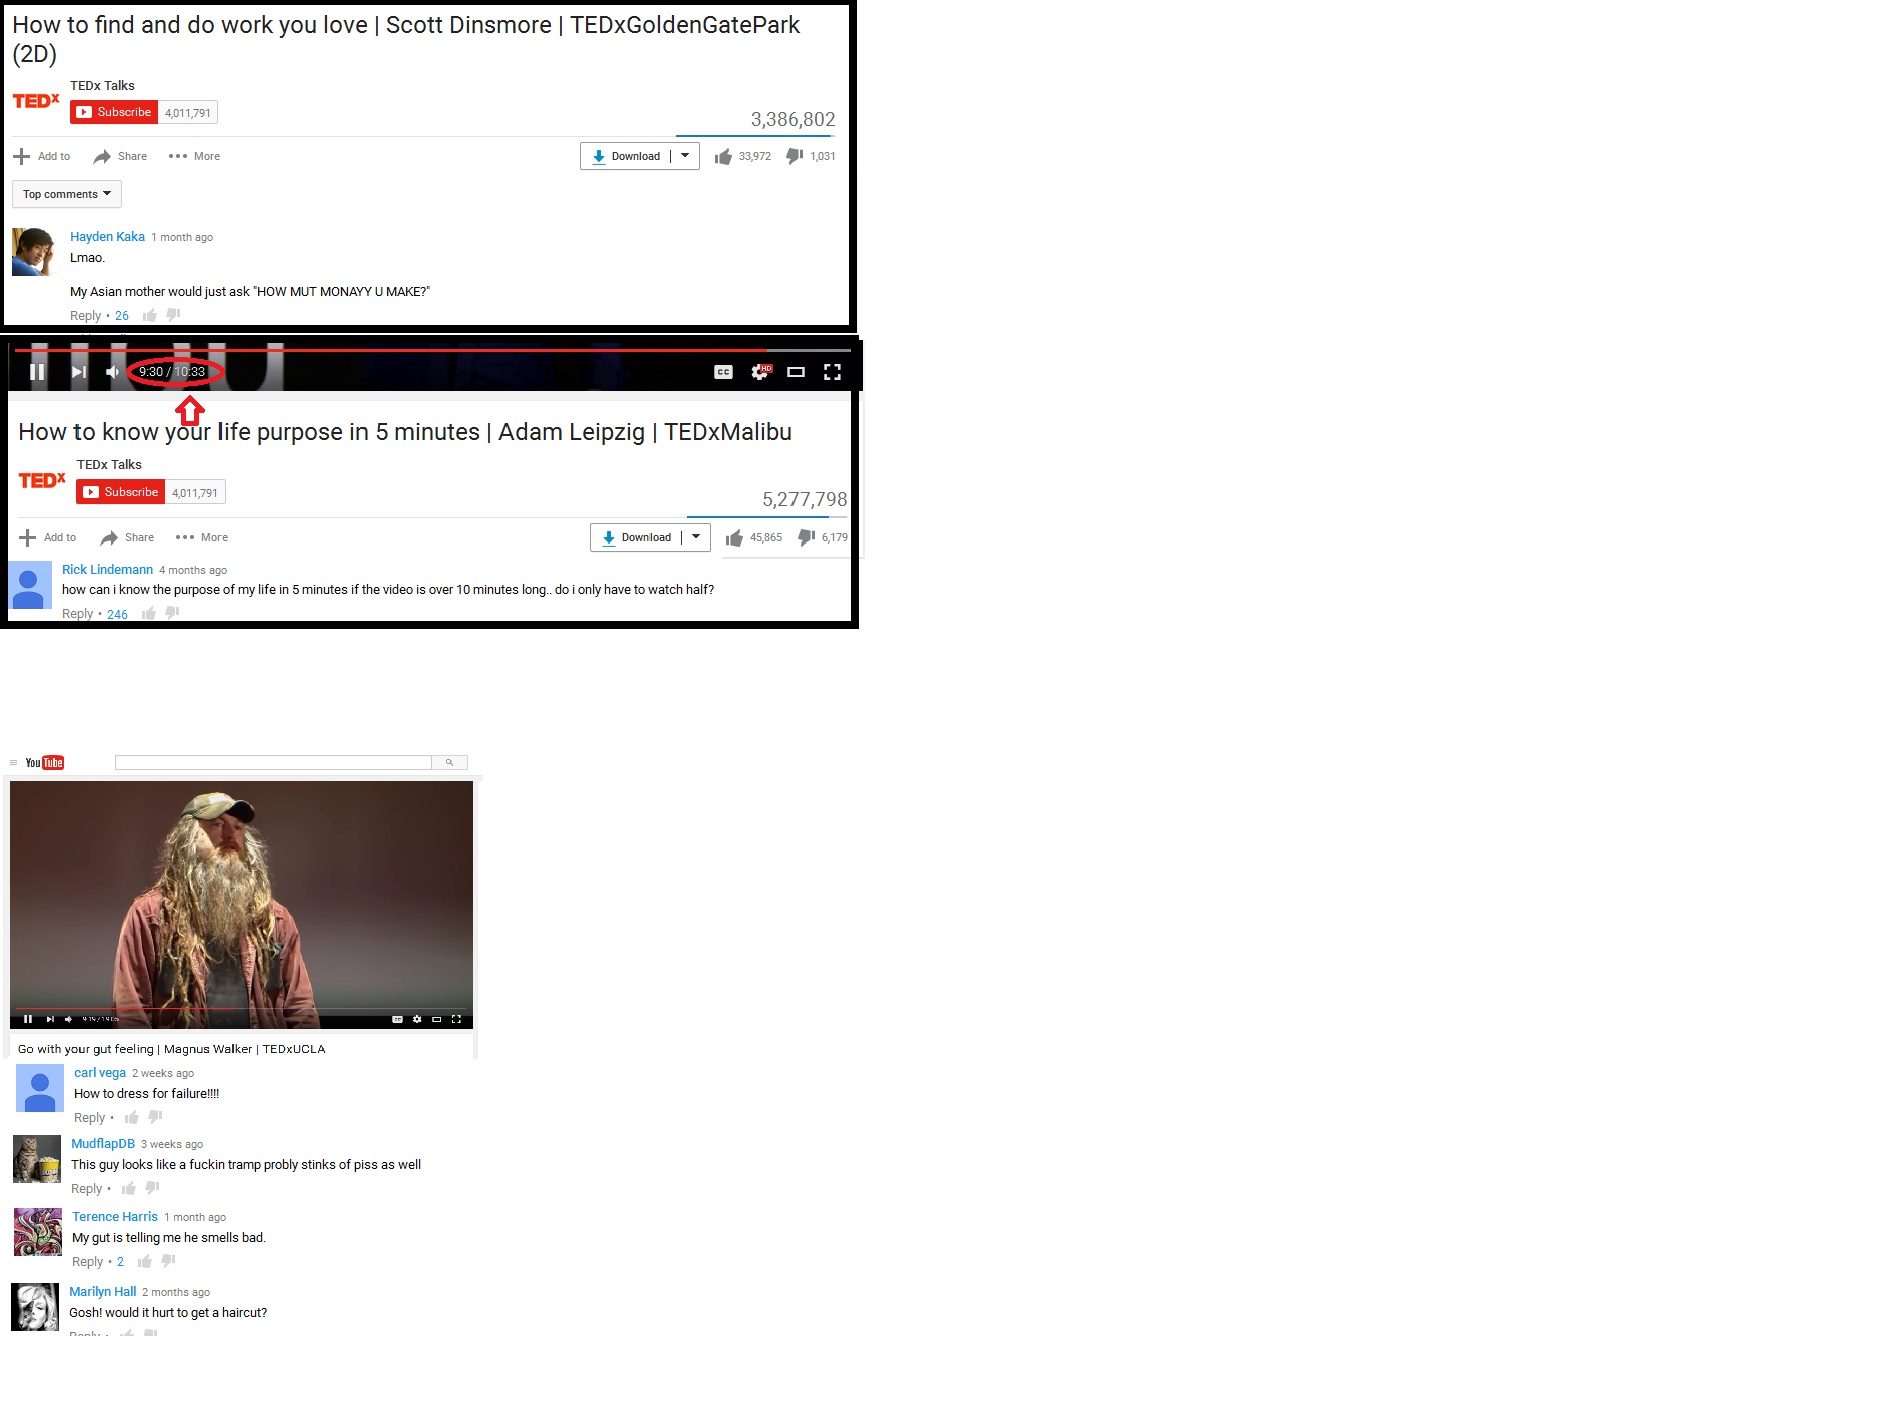 How to find and do work you love | Scott Dinsmore | TEDxGoldenGatePark
(2D)
TEDx Talks
TEDx
Subscribe 4,011,791
3,386,802
Add to Share More Download 33,972 1,031
Top comments
Hayden Kaka 1 month ago
Lmao.
My Asian mother would just ask "HOW MUT MONAYY U MAKE?"
Reply • 26
9:30 / 10:33 CC HD
How to know your life purpose in 5 minutes | Adam Leipzig | TEDxMalibu
TEDx Talks
TEDx
Subscribe 4,011,791
5,277,798
Add to Share More Download 45,865 6,179
Rick Lindemann 4 months ago
how can i know the purpose of my life in 5 minutes if the video is over 10 minutes long.. do i only have to watch half?
Reply • 246
YouTube
Go with your gut feeling | Magnus Walker | TEDxUCLA
carl vega 2 weeks ago
How to dress for failure!!!!
Reply •
MudflapDB 3 weeks ago
This guy looks like a fuckin tramp probly stinks of piss as well
Reply •
Terence Harris 1 month ago
My gut is telling me he smells bad.
Reply • 2
Marilyn Hall 2 months ago
Gosh! would it hurt to get a haircut?
Reply •